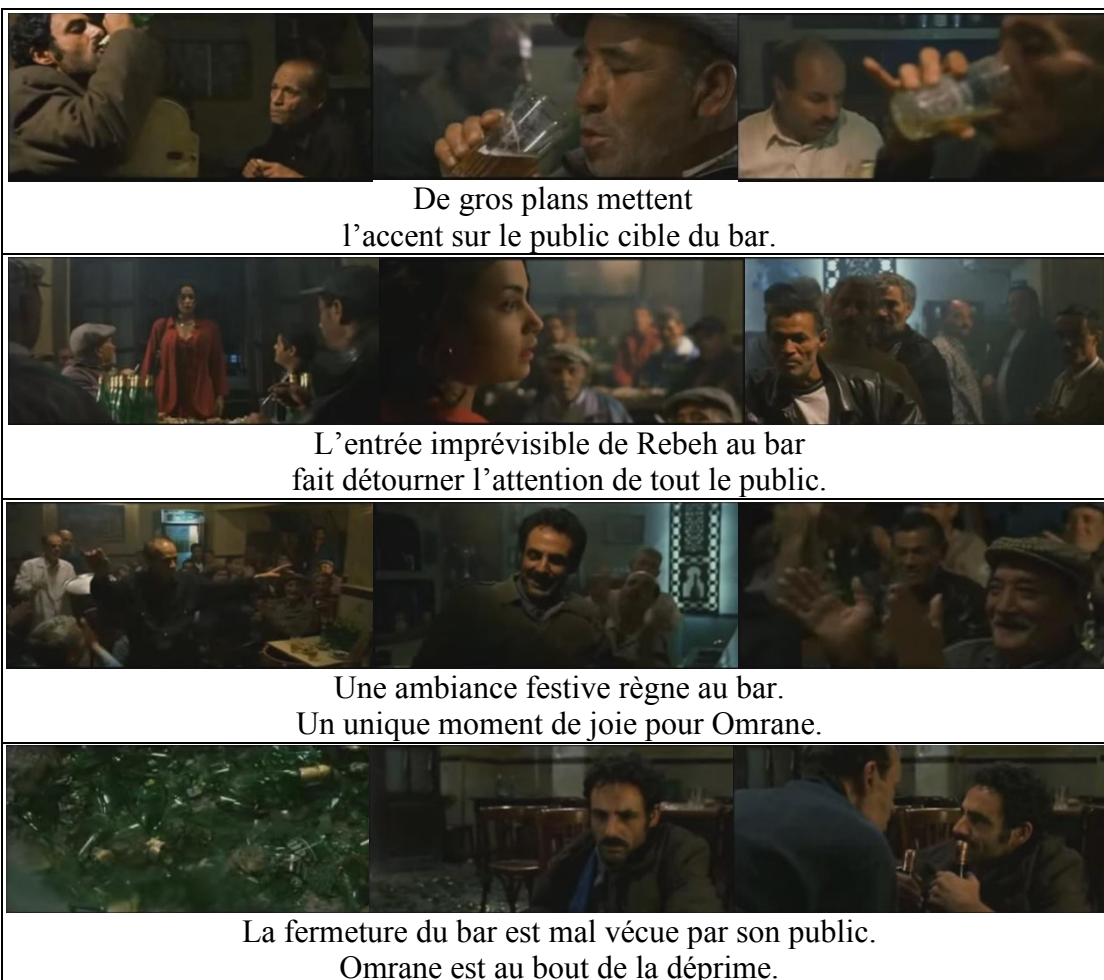 De gros plans mettent
l’accent sur le public cible du bar.
L’entrée imprévisible de Rebeh au bar
fait détourner l’attention de tout le public.
Une ambiance festive règne au bar.
Un unique moment de joie pour Omrane.
La fermeture du bar est mal vécue par son public.
Omrane est au bout de la déprime.